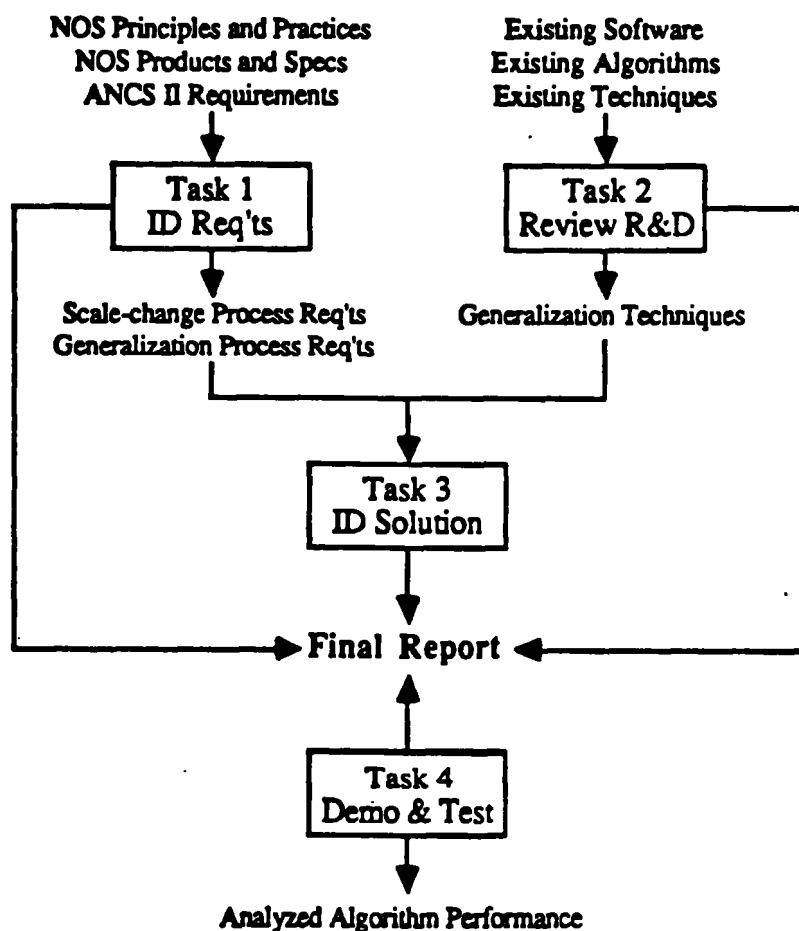 NOS Principles and Practices
NOS Products and Specs
ANCS II Requirements
Existing Software
Existing Algorithms
Existing Techniques
Task 1
ID Req'ts
Task 2
Review R&D
Scale-change Process Req'ts
Generalization Process Req'ts
Generalization Techniques
Task 3
ID Solution
Final Report
Task 4
Demo & Test
Analyzed Algorithm Performance